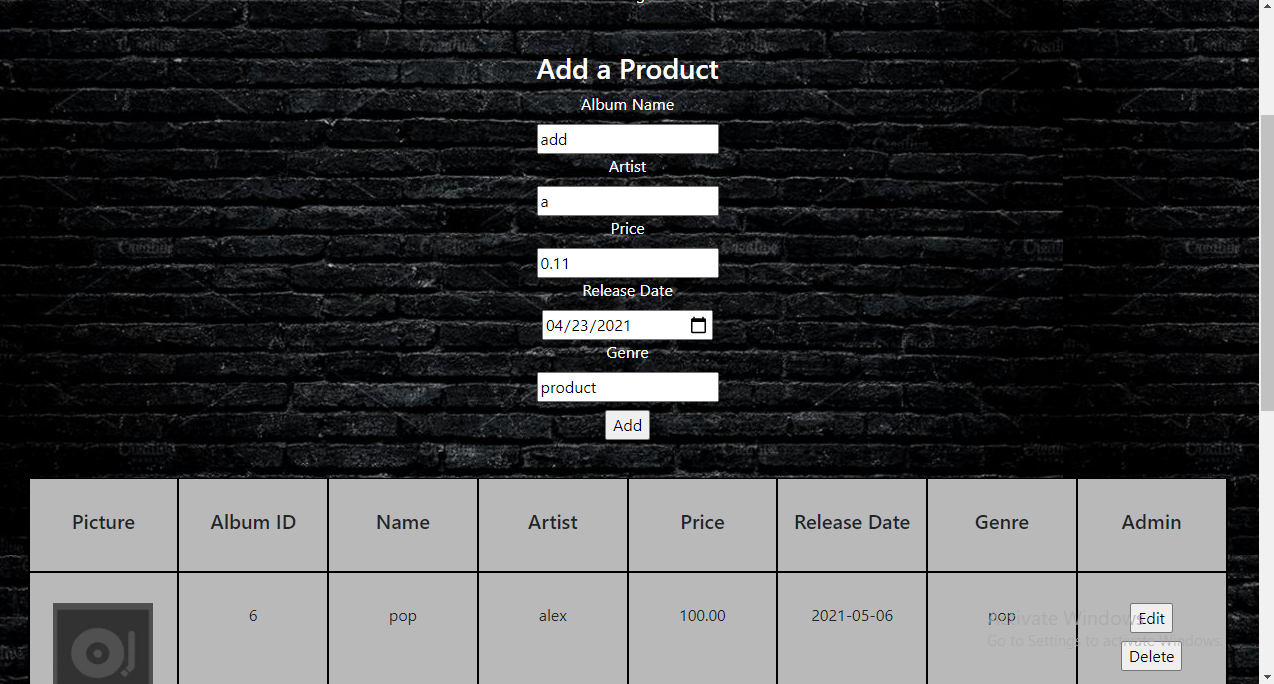 Add a Product
Album Name
add
Artist
a
Price
0.11
Release Date
04/23/2021
Genre
product
Add
Picture Album ID Name Artist Price Release Date Genre Admin
6 pop alex 100.00 2021-05-06 pop Edit
Delete
Activate Windows
Go to Settings to activate Windows.